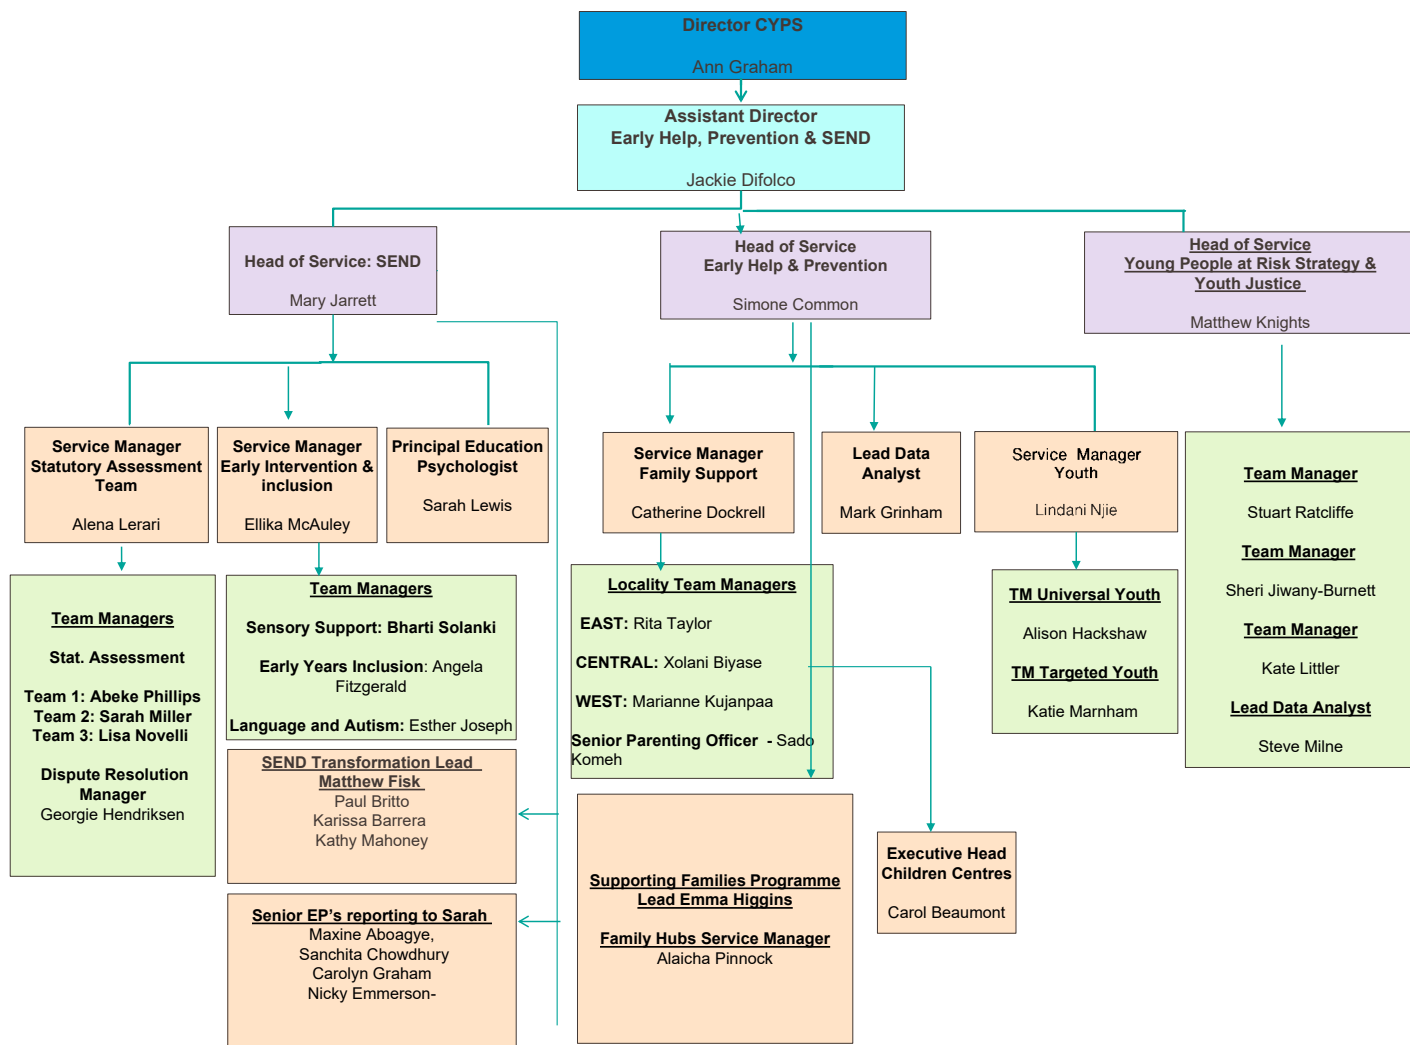 Director CYPS
Ann Graham
Assistant Director
Early Help, Prevention & SEND
Jackie Difolco
Head of Service: SEND
Mary Jarrett
Head of Service
Early Help & Prevention
Simone Common
Head of Service
Young People at Risk Strategy &
Youth Justice
Matthew Knights
Service Manager
Statutory Assessment
Team
Alena Lerari
Service Manager
Early Intervention &
inclusion
Ellika McAuley
Principal Education
Psychologist
Sarah Lewis
Service Manager
Family Support
Catherine Dockrell
Lead Data
Analyst
Mark Grinham
Service Manager
Youth
Lindani Njie
Team Manager
Stuart Ratcliffe
Team Manager
Sheri Jiwany-Burnett
Team Manager
Kate Littler
Lead Data Analyst
Steve Milne
Team Managers
Stat. Assessment
Team 1: Abeke Phillips
Team 2: Sarah Miller
Team 3: Lisa Novelli
Dispute Resolution
Manager
Georgie Hendriksen
Team Managers
Sensory Support: Bharti Solanki
Early Years Inclusion: Angela
Fitzgerald
Language and Autism: Esther Joseph
Locality Team Managers
EAST: Rita Taylor
CENTRAL: Xolani Biyase
WEST: Marianne Kujanpaa
Senior Parenting Officer - Sado
Komeh
TM Universal Youth
Alison Hackshaw
TM Targeted Youth
Katie Marnham
SEND Transformation Lead
Matthew Fisk
Paul Britto
Karissa Barrera
Kathy Mahoney
Senior EP's reporting to Sarah
Maxine Aboagye,
Sanchita Chowdhury
Carolyn Graham
Nicky Emmerson-
Supporting Families Programme
Lead Emma Higgins
Family Hubs Service Manager
Alaicha Pinnock
Executive Head
Children Centres
Carol Beaumont